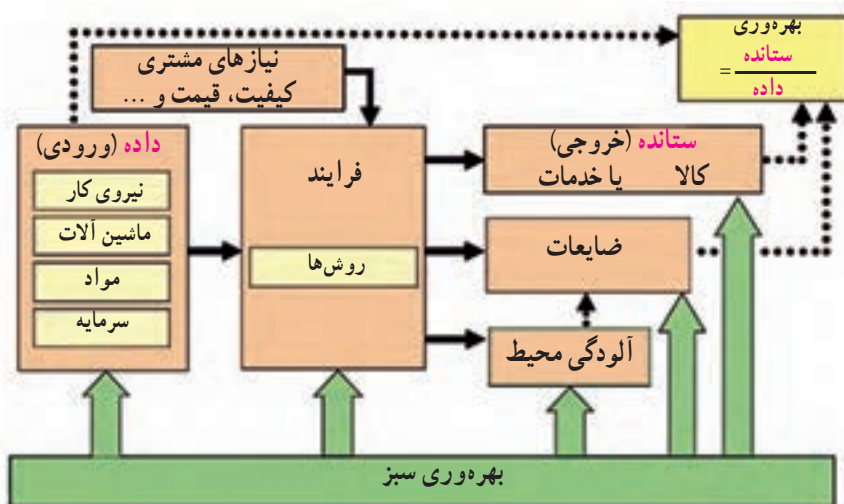 بهره‌وری
= ستانده
داده
نیازهای مشتری
کیفیت، قیمت و ...
داده (ورودی)
نیروی کار
ماشین آلات
مواد
سرمایه
فرایند
روش‌ها
ستانده (خروجی)
کالا یا خدمات
ضایعات
آلودگی محیط
بهره‌وری سبز